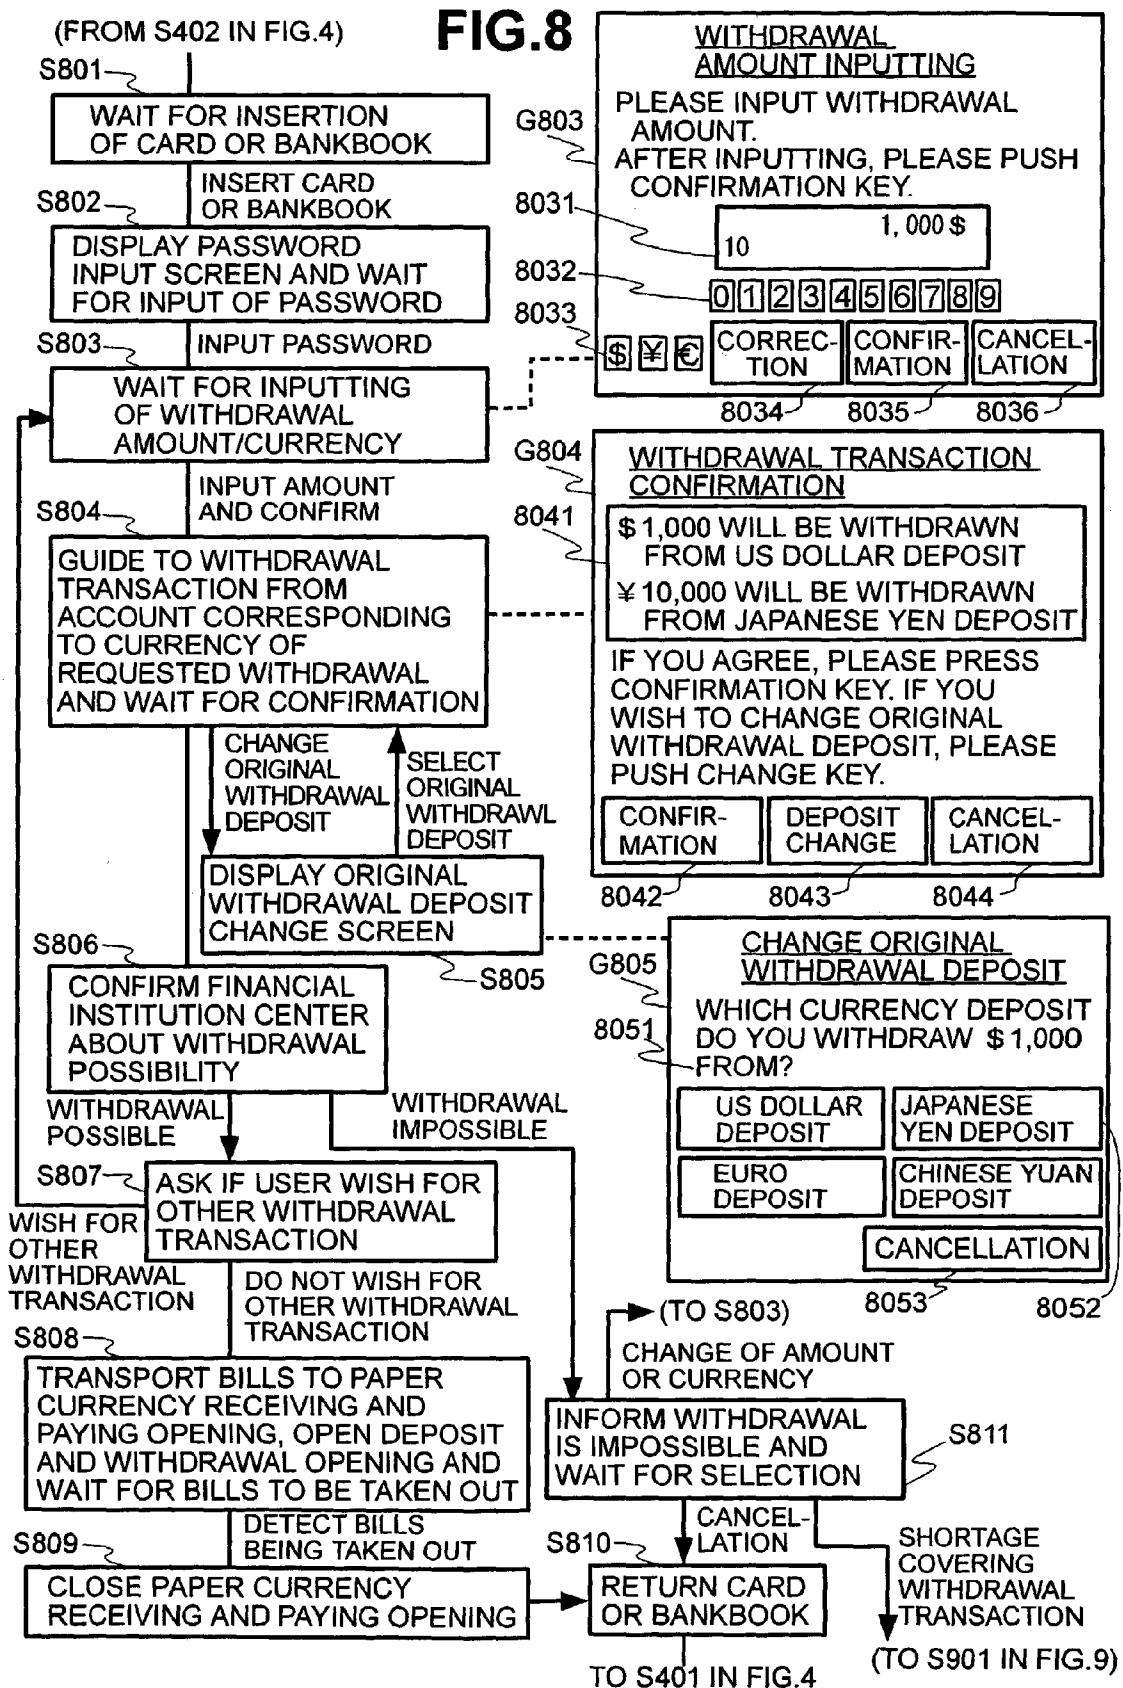 FIG.8
(FROM S402 IN FIG.4)
S801
WAIT FOR INSERTION
OF CARD OR BANKBOOK
INSERT CARD
OR BANKBOOK
S802
DISPLAY PASSWORD
INPUT SCREEN AND WAIT
FOR INPUT OF PASSWORD
INPUT PASSWORD
S803
WAIT FOR INPUTTING
OF WITHDRAWAL
AMOUNT/CURRENCY
INPUT AMOUNT
AND CONFIRM
S804
GUIDE TO WITHDRAWAL
TRANSACTION FROM
ACCOUNT CORRESPONDING
TO CURRENCY OF
REQUESTED WITHDRAWAL
AND WAIT FOR CONFIRMATION
CHANGE
ORIGINAL
WITHDRAWAL
DEPOSIT
SELECT
ORIGINAL
WITHDRAWL
DEPOSIT
DISPLAY ORIGINAL
WITHDRAWAL DEPOSIT
CHANGE SCREEN
S805
S806
CONFIRM FINANCIAL
INSTITUTION CENTER
ABOUT WITHDRAWAL
POSSIBILITY
WITHDRAWAL
POSSIBLE
WITHDRAWAL
IMPOSSIBLE
S807
ASK IF USER WISH FOR
OTHER WITHDRAWAL
TRANSACTION
WISH FOR
OTHER
WITHDRAWAL
TRANSACTION
DO NOT WISH FOR
OTHER WITHDRAWAL
TRANSACTION
S808
TRANSPORT BILLS TO PAPER
CURRENCY RECEIVING AND
PAYING OPENING, OPEN DEPOSIT
AND WITHDRAWAL OPENING AND
WAIT FOR BILLS TO BE TAKEN OUT
DETECT BILLS
BEING TAKEN OUT
S809
CLOSE PAPER CURRENCY
RECEIVING AND PAYING OPENING
S810
RETURN CARD
OR BANKBOOK
TO S401 IN FIG.4
(TO S803)
CHANGE OF AMOUNT
OR CURRENCY
INFORM WITHDRAWAL
IS IMPOSSIBLE AND
WAIT FOR SELECTION
S811
CANCEL-
LATION
SHORTAGE
COVERING
WITHDRAWAL
TRANSACTION
(TO S901 IN FIG.9)
G803
WITHDRAWAL
AMOUNT INPUTTING
PLEASE INPUT WITHDRAWAL
AMOUNT.
AFTER INPUTTING, PLEASE PUSH
CONFIRMATION KEY.
8031
1,000 $
10
8032
0 1 2 3 4 5 6 7 8 9
8033
$ ¥ €
CORREC-
TION
CONFIR-
MATION
CANCEL-
LATION
8034
8035
8036
G804
WITHDRAWAL TRANSACTION
CONFIRMATION
8041
$ 1,000 WILL BE WITHDRAWN
FROM US DOLLAR DEPOSIT
¥ 10,000 WILL BE WITHDRAWN
FROM JAPANESE YEN DEPOSIT
IF YOU AGREE, PLEASE PRESS
CONFIRMATION KEY. IF YOU
WISH TO CHANGE ORIGINAL
WITHDRAWAL DEPOSIT, PLEASE
PUSH CHANGE KEY.
CONFIR-
MATION
DEPOSIT
CHANGE
CANCEL-
LATION
8042
8043
8044
G805
CHANGE ORIGINAL
WITHDRAWAL DEPOSIT
8051
WHICH CURRENCY DEPOSIT
DO YOU WITHDRAW $ 1,000
FROM?
US DOLLAR
DEPOSIT
JAPANESE
YEN DEPOSIT
EURO
DEPOSIT
CHINESE YUAN
DEPOSIT
CANCELLATION
8053
8052